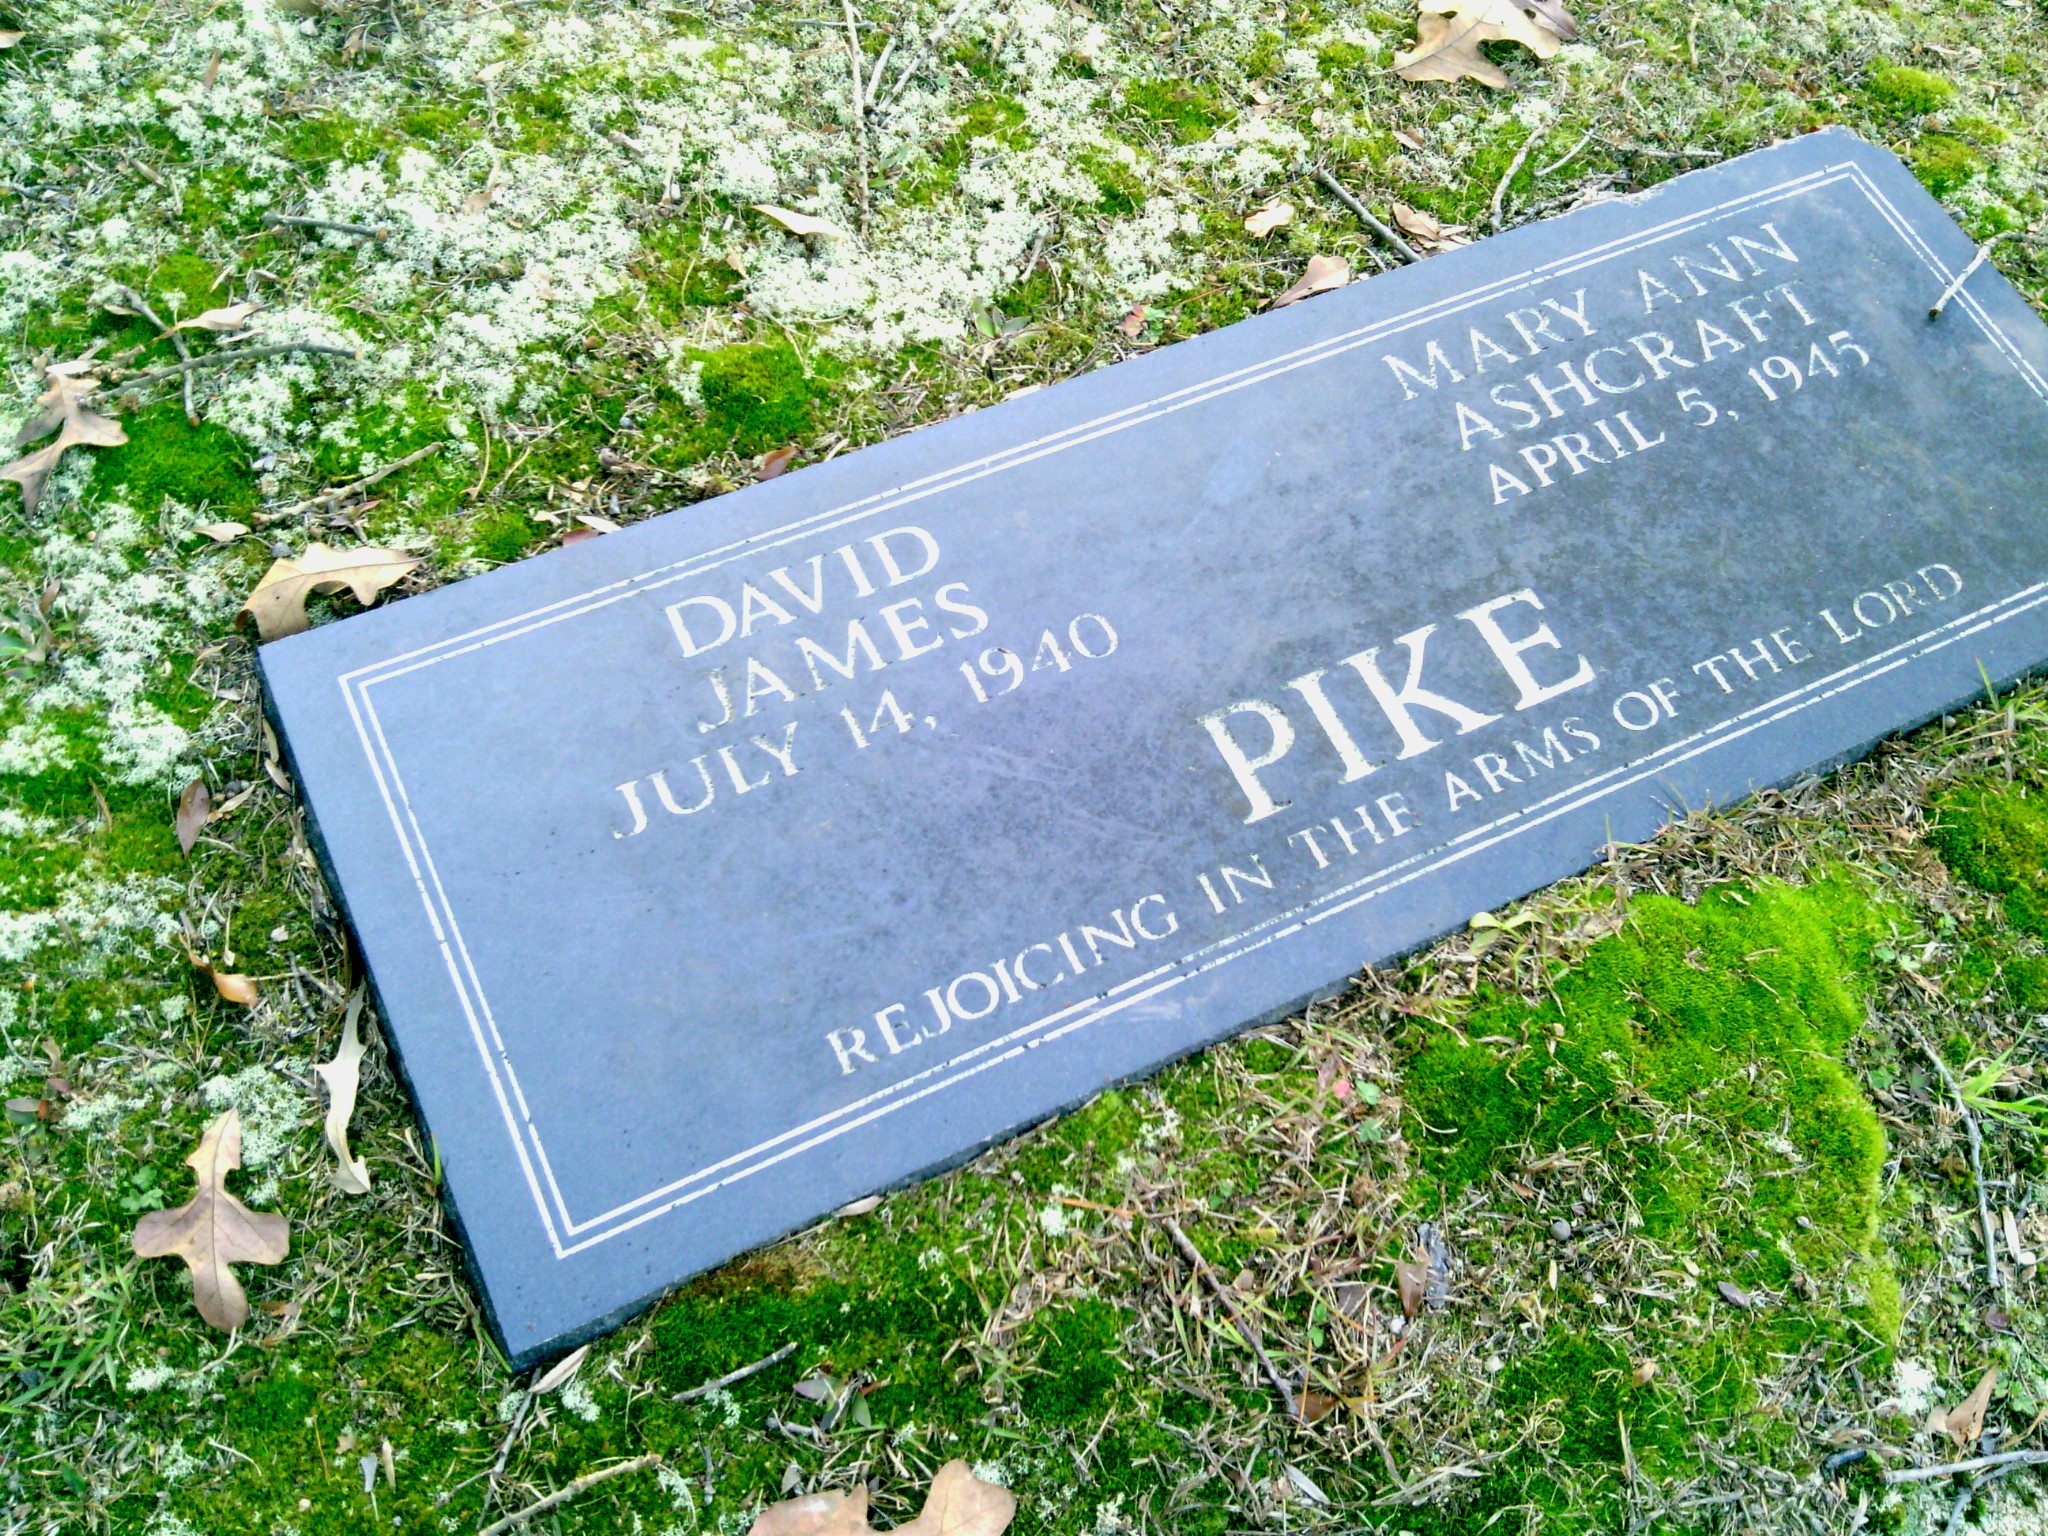 DAVID
JAMES
JULY 14, 1940
MARY ANN
ASHCRAFT
APRIL 5, 1945
PIKE
REJOICING IN THE ARMS OF THE LORD